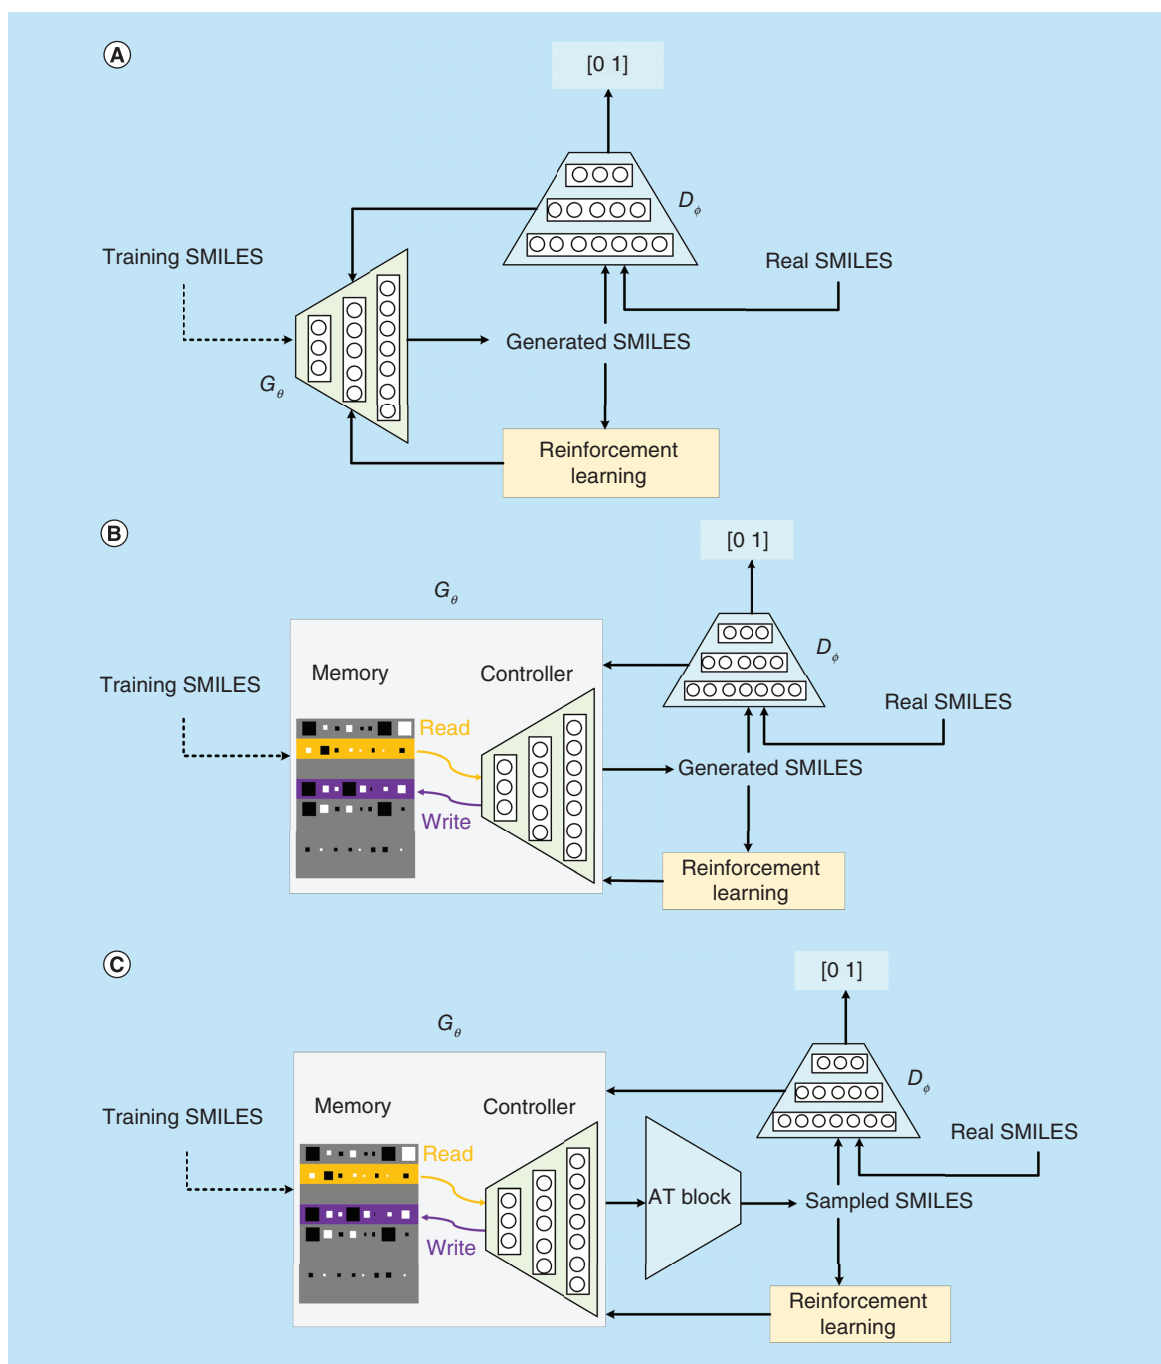 A
[0 1]
Dϕ
Training SMILES
Real SMILES
Generated SMILES
Gθ
Reinforcement
learning
B
[0 1]
Gθ
Dϕ
Memory
Controller
Training SMILES
Real SMILES
Read
Generated SMILES
Write
Reinforcement
learning
C
[0 1]
Gθ
Dϕ
Memory
Controller
Training SMILES
Real SMILES
Read
AT block
Sampled SMILES
Write
Reinforcement
learning